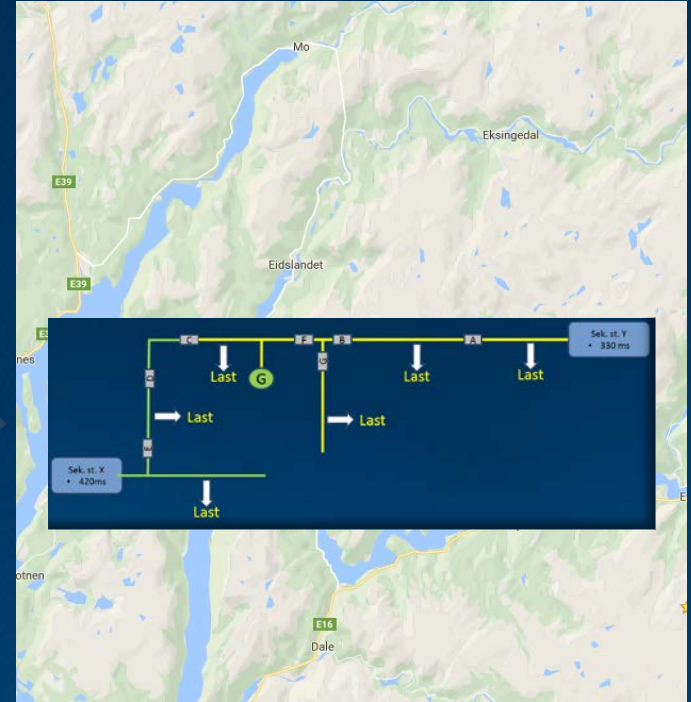 Mo
Eksingedal
E39
Eidslandet
E39
nes
C
F
B
A
Sek. st. Y
• 330 ms
G
Last
G
Last
Last
D
Last
Last
E
Sek. st. X
• 420ms
Last
E
otnen
E16
Dale